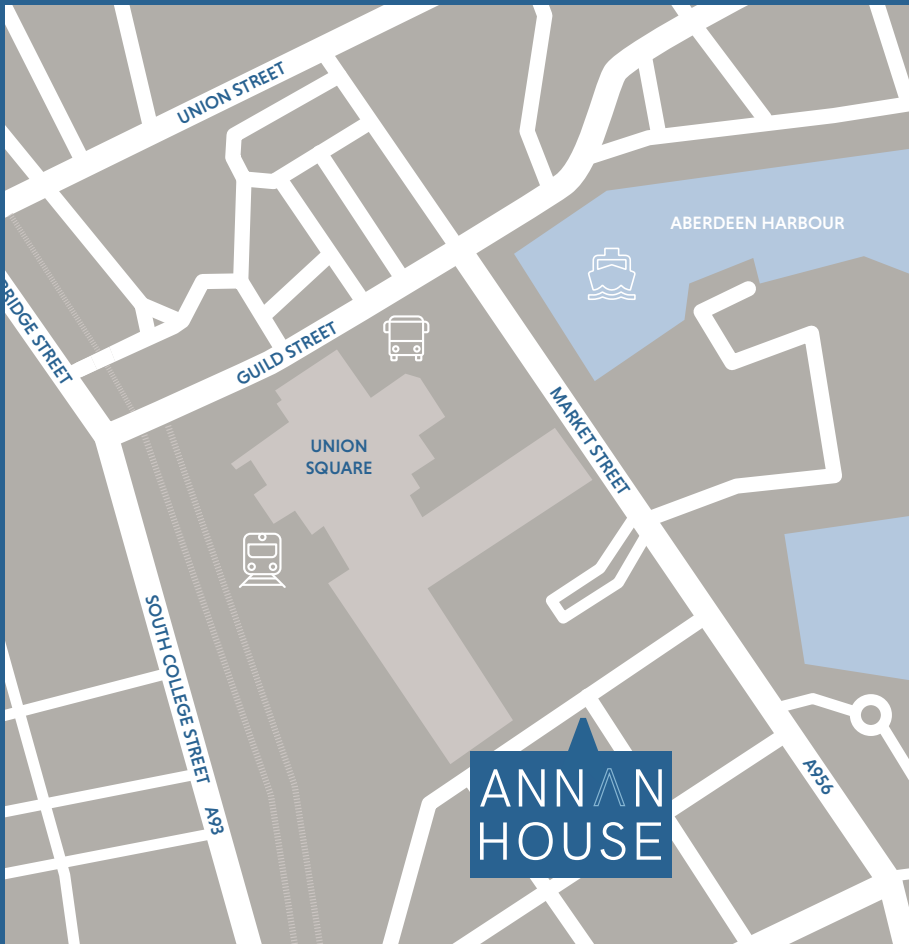 UNION STREET
ABERDEEN HARBOUR
BRIDGE STREET
GUILD STREET
UNION
SQUARE
MARKET STREET
SOUTH COLLEGE STREET
A93
A956
ANNAN
HOUSE